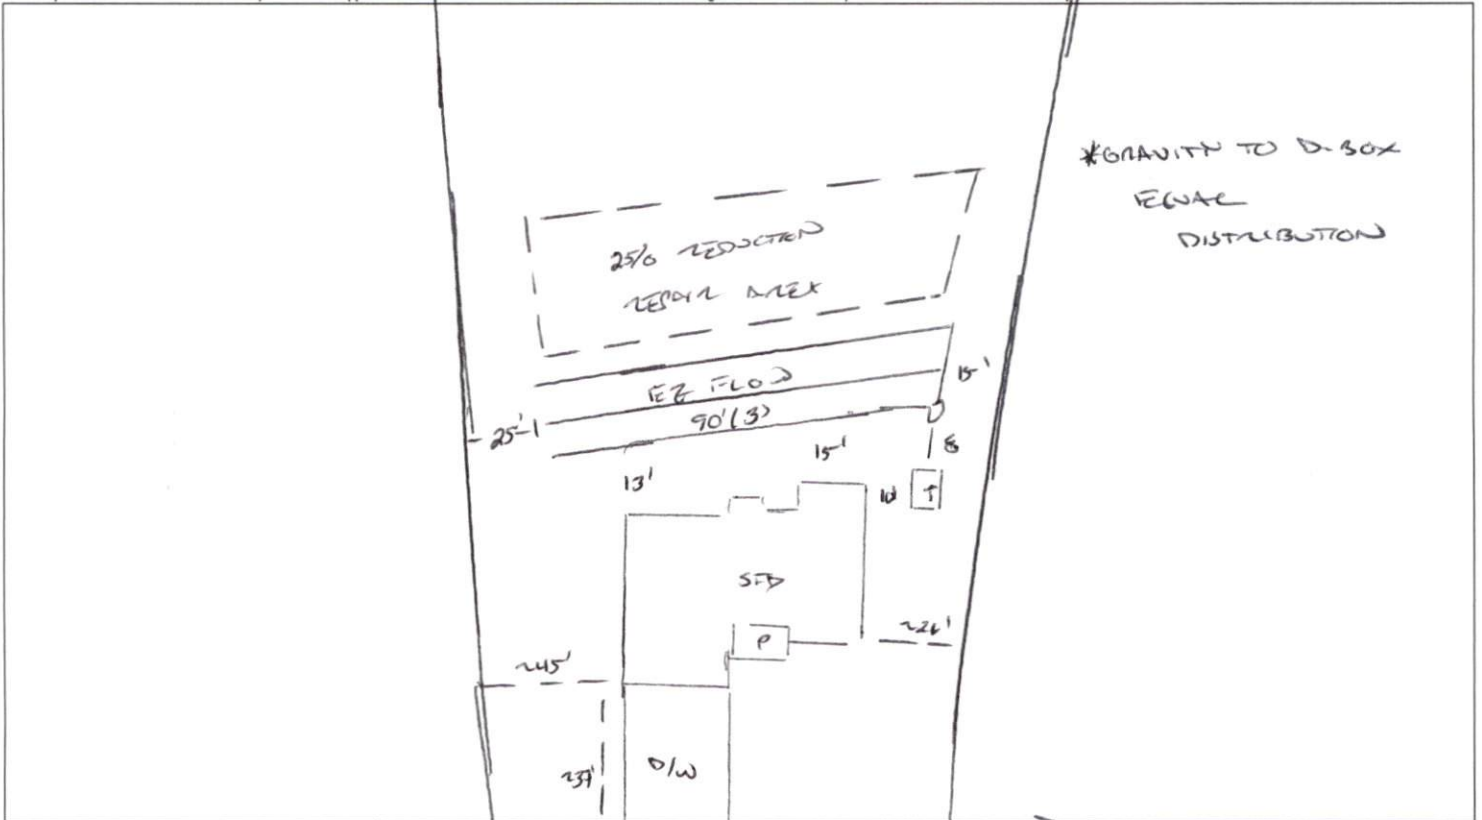 *GRAVITY TO D-BOX
EQUAL
DISTRIBUTION
25% REDUCTION
REPAIR AREA
EZ FLOW
15'
90' (3)
25'
8
15'
13'
10'
T
SFD
P
~26'
~45'
~37'
D/W